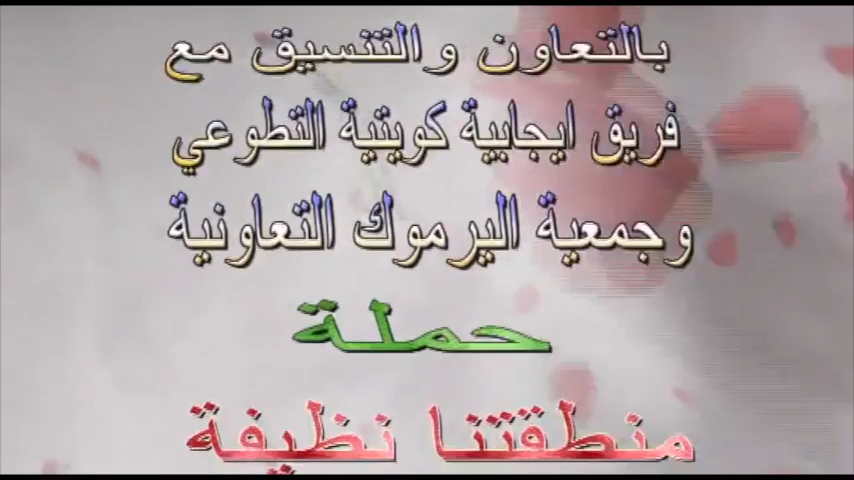 بالتعاون والتنسيق مع
فريق ايجابية كويتية التطوعي
وجمعية اليرموك التعاونية
حملة
منطقتنا نظيفة